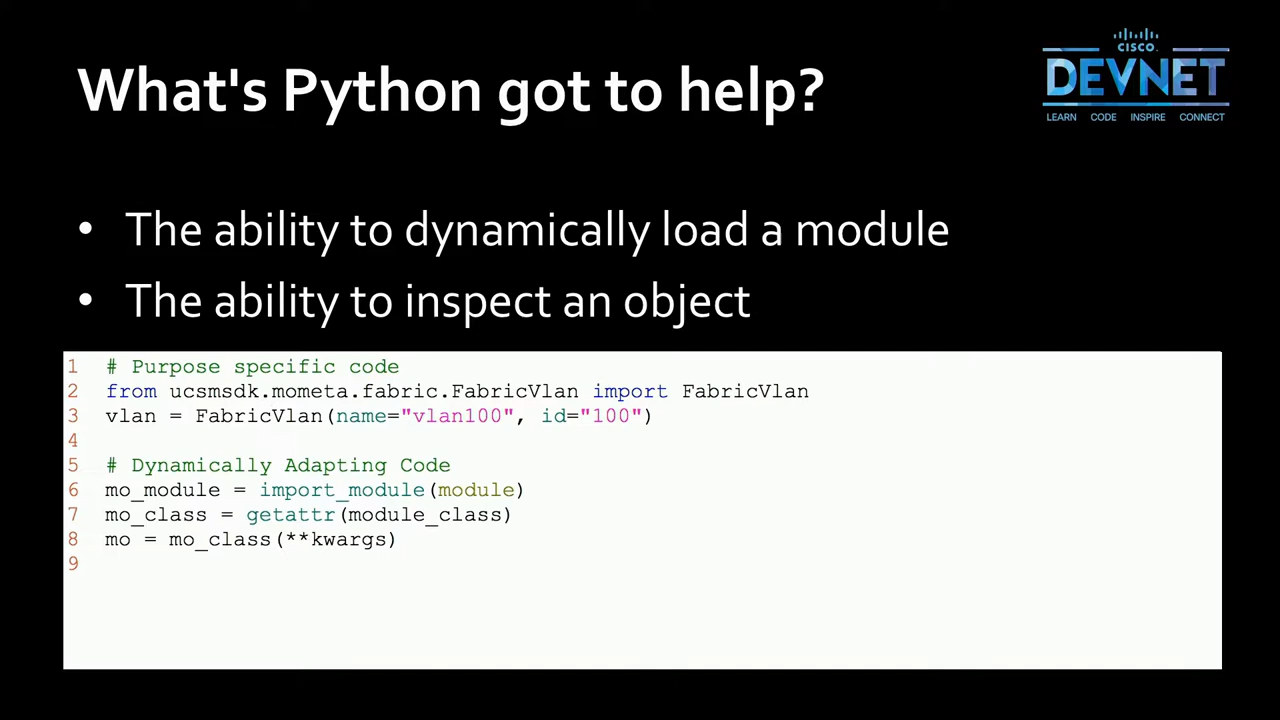 What's Python got to help?
CISCO
DEVNET
LEARN CODE INSPIRE CONNECT
• The ability to dynamically load a module
• The ability to inspect an object
1 # Purpose specific code
2 from ucsmsdk.mometa.fabric.FabricVlan import FabricVlan
3 vlan = FabricVlan(name="vlan100", id="100")
4
5 # Dynamically Adapting Code
6 mo_module = import_module(module)
7 mo_class = getattr(module_class)
8 mo = mo_class(**kwargs)
9